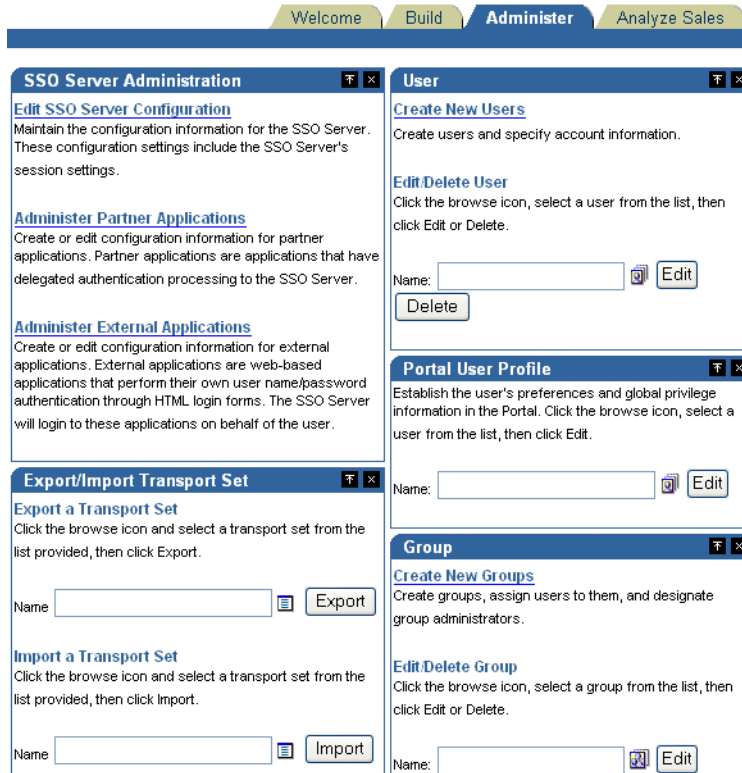 Welcome Build Administer Analyze Sales
SSO Server Administration
Edit SSO Server Configuration
Maintain the configuration information for the SSO Server.
These configuration settings include the SSO Server's
session settings.
Administer Partner Applications
Create or edit configuration information for partner
applications. Partner applications are applications that have
delegated authentication processing to the SSO Server.
Administer External Applications
Create or edit configuration information for external
applications. External applications are web-based
applications that perform their own user name/password
authentication through HTML login forms. The SSO Server
will login to these applications on behalf of the user.
Export/Import Transport Set
Export a Transport Set
Click the browse icon and select a transport set from the
list provided, then click Export.
Name Export
Import a Transport Set
Click the browse icon and select a transport set from the
list provided, then click Import.
Name Import
User
Create New Users
Create users and specify account information.
Edit/Delete User
Click the browse icon, select a user from the list, then
click Edit or Delete.
Name: Edit
Delete
Portal User Profile
Establish the user's preferences and global privilege
information in the Portal. Click the browse icon, select a
user from the list, then click Edit.
Name: Edit
Group
Create New Groups
Create groups, assign users to them, and designate
group administrators.
Edit/Delete Group
Click the browse icon, select a group from the list, then
click Edit or Delete.
Name: Edit